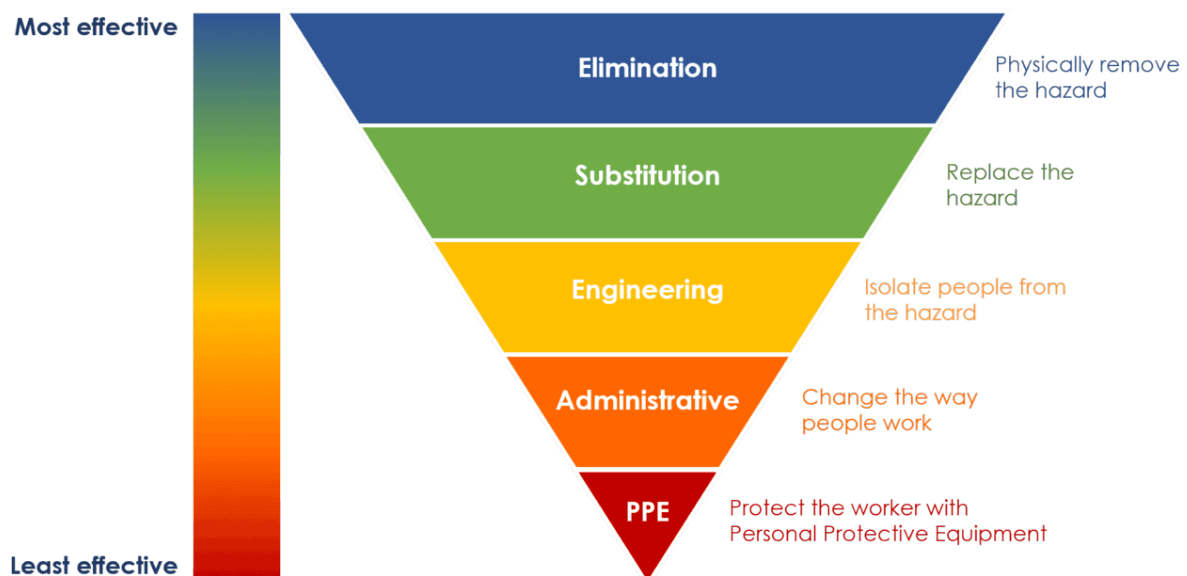 Most effective
Elimination
Physically remove
the hazard
Substitution
Replace the
hazard
Engineering
Isolate people from
the hazard
Administrative
Change the way
people work
PPE
Protect the worker with
Personal Protective Equipment
Least effective